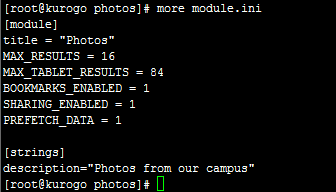 [root@kurogo photos]# more module.ini
[module]
title = "Photos"
MAX_RESULTS = 16
MAX_TABLET_RESULTS = 84
BOOKMARKS_ENABLED = 1
SHARING_ENABLED = 1
PREFETCH_DATA = 1

[strings]
description="Photos from our campus"
[root@kurogo photos]#